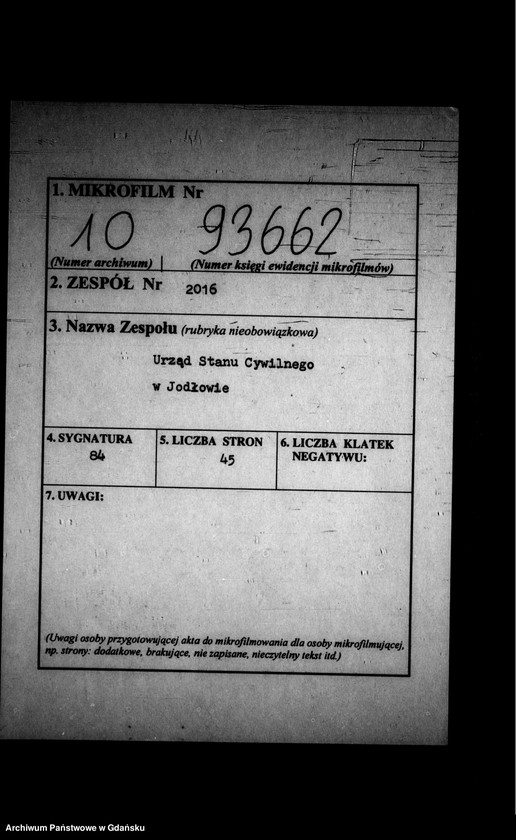 1. MIKROFILM Nr
10 93662
(Numer archiwum) (Numer księgi ewidencji mikrofilmów)
2. ZESPÓŁ Nr 2016
3. Nazwa Zespołu (rubryka nieobowiązkowa)
Urząd Stanu Cywilnego
w Jodłowie
4. SYGNATURA
84
5. LICZBA STRON
45
6. LICZBA KLATEK
NEGATYWU:
7. UWAGI:
(Uwagi osoby przygotowującej akta do mikrofilmowania dla osoby mikrofilmującej,
np. strony: dodatkowe, brakujące, nie zapisane, nieczytelny tekst itd.)
Archiwum Państwowe w Gdańsku